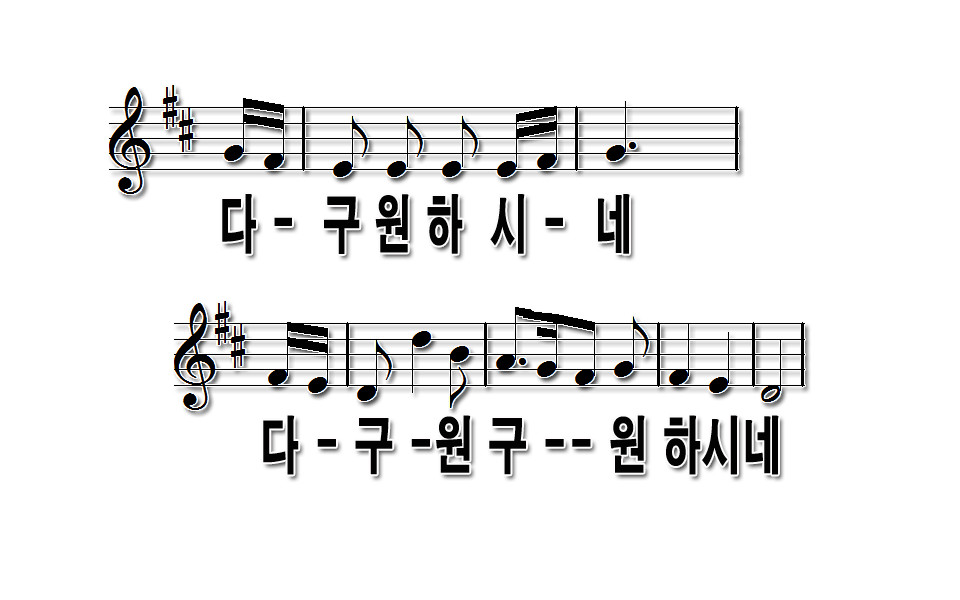 다 - 구 원 하 시 - 네
다 - 구 -원 구 -- 원 하시네